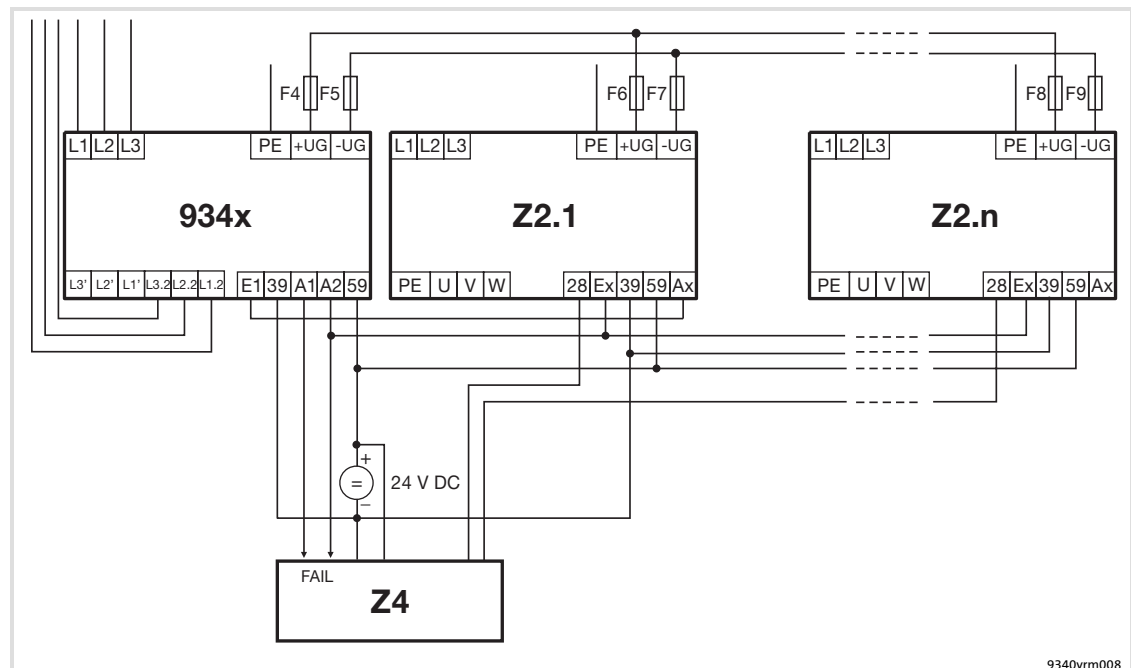 F4 F5 F6 F7 F8 F9
L1 L2 L3 PE +UG -UG L1 L2 L3 PE +UG -UG L1 L2 L3 PE +UG -UG
934x Z2.1 Z2.n
L3' L2' L1' L3.2 L2.2 L1.2 E1 39 A1 A2 59 PE U V W 28 Ex 39 59 Ax PE U V W 28 Ex 39 59 Ax
+
= 24 V DC
−
FAIL
Z4
9340vrm008